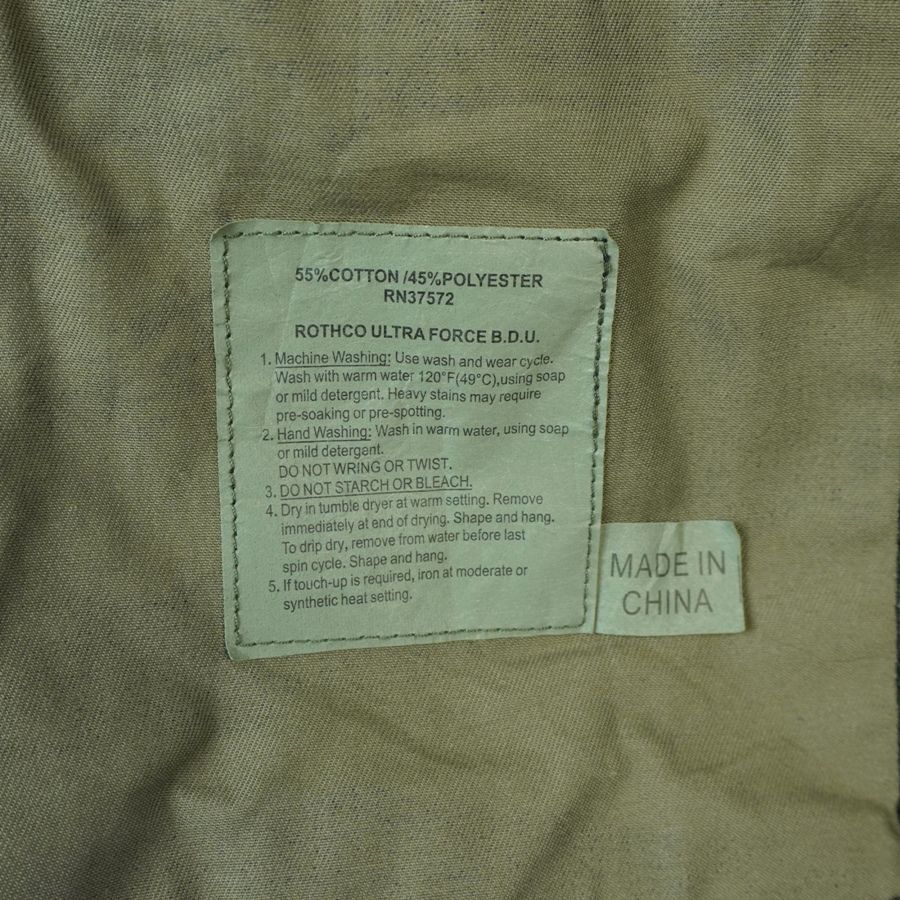 55%COTTON /45%POLYESTER
RN37572
ROTHCO ULTRA FORCE B.D.U.
1. Machine Washing: Use wash and wear cycle.
Wash with warm water 120°F(49°C),using soap
or mild detergent. Heavy stains may require
pre-soaking or pre-spotting.
2. Hand Washing: Wash in warm water, using soap
or mild detergent.
DO NOT WRING OR TWIST.
3. DO NOT STARCH OR BLEACH.
4. Dry in tumble dryer at warm setting. Remove
immediately at end of drying. Shape and hang.
To drip dry, remove from water before last
spin cycle. Shape and hang.
5. If touch-up is required, iron at moderate or
synthetic heat setting.
MADE IN
CHINA